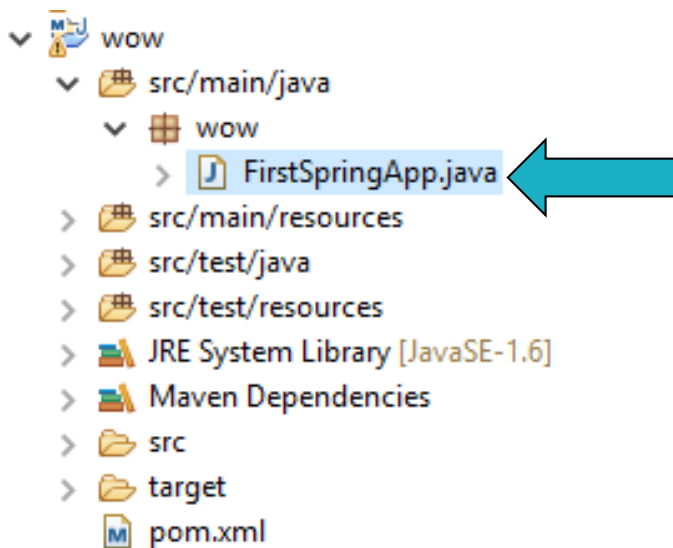 wow
src/main/java
wow
FirstSpringApp.java
src/main/resources
src/test/java
src/test/resources
JRE System Library [JavaSE-1.6]
Maven Dependencies
src
target
pom.xml